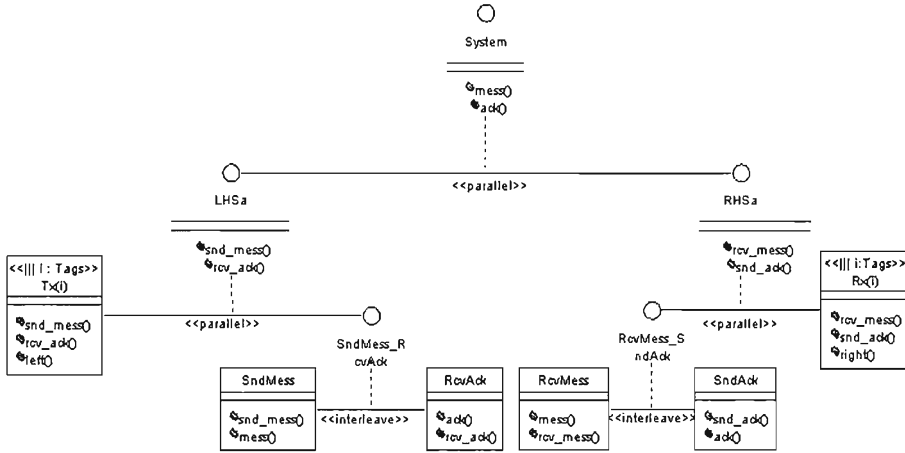 System
mess()
ack()
<<parallel>>
LHSa
RHSa
snd_mess()
rcv_ack()
rcv_mess()
snd_ack()
<<||| i : Tags>>
Tx(i)
snd_mess()
rcv_ack()
left()
<<parallel>>
<<parallel>>
<<||| i:Tags>>
Rx(i)
rcv_mess()
snd_ack()
right()
SndMess_R
cvAck
RcvMess_S
ndAck
SndMess
snd_mess()
mess()
<<interleave>>
RcvAck
ack()
rcv_ack()
RcvMess
mess()
rcv_mess()
<<interleave>>
SndAck
snd_ack()
ack()